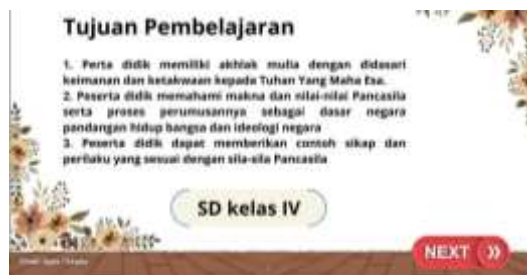 Tujuan Pembelajaran
1. Perta didik memiliki akhlak mulia dengan didasari
keimanan dan ketakwaan kepada Tuhan Yang Maha Esa.
2. Peserta didik memahami makna dan nilai-nilai Pancasila
serta proses perumusannya sebagai dasar negara
pandangan hidup bangsa dan ideologi negara
3. Peserta didik dapat memberikan contoh sikap dan
perilaku yang sesuai dengan sila-sila Pancasila
SD kelas IV
NEXT